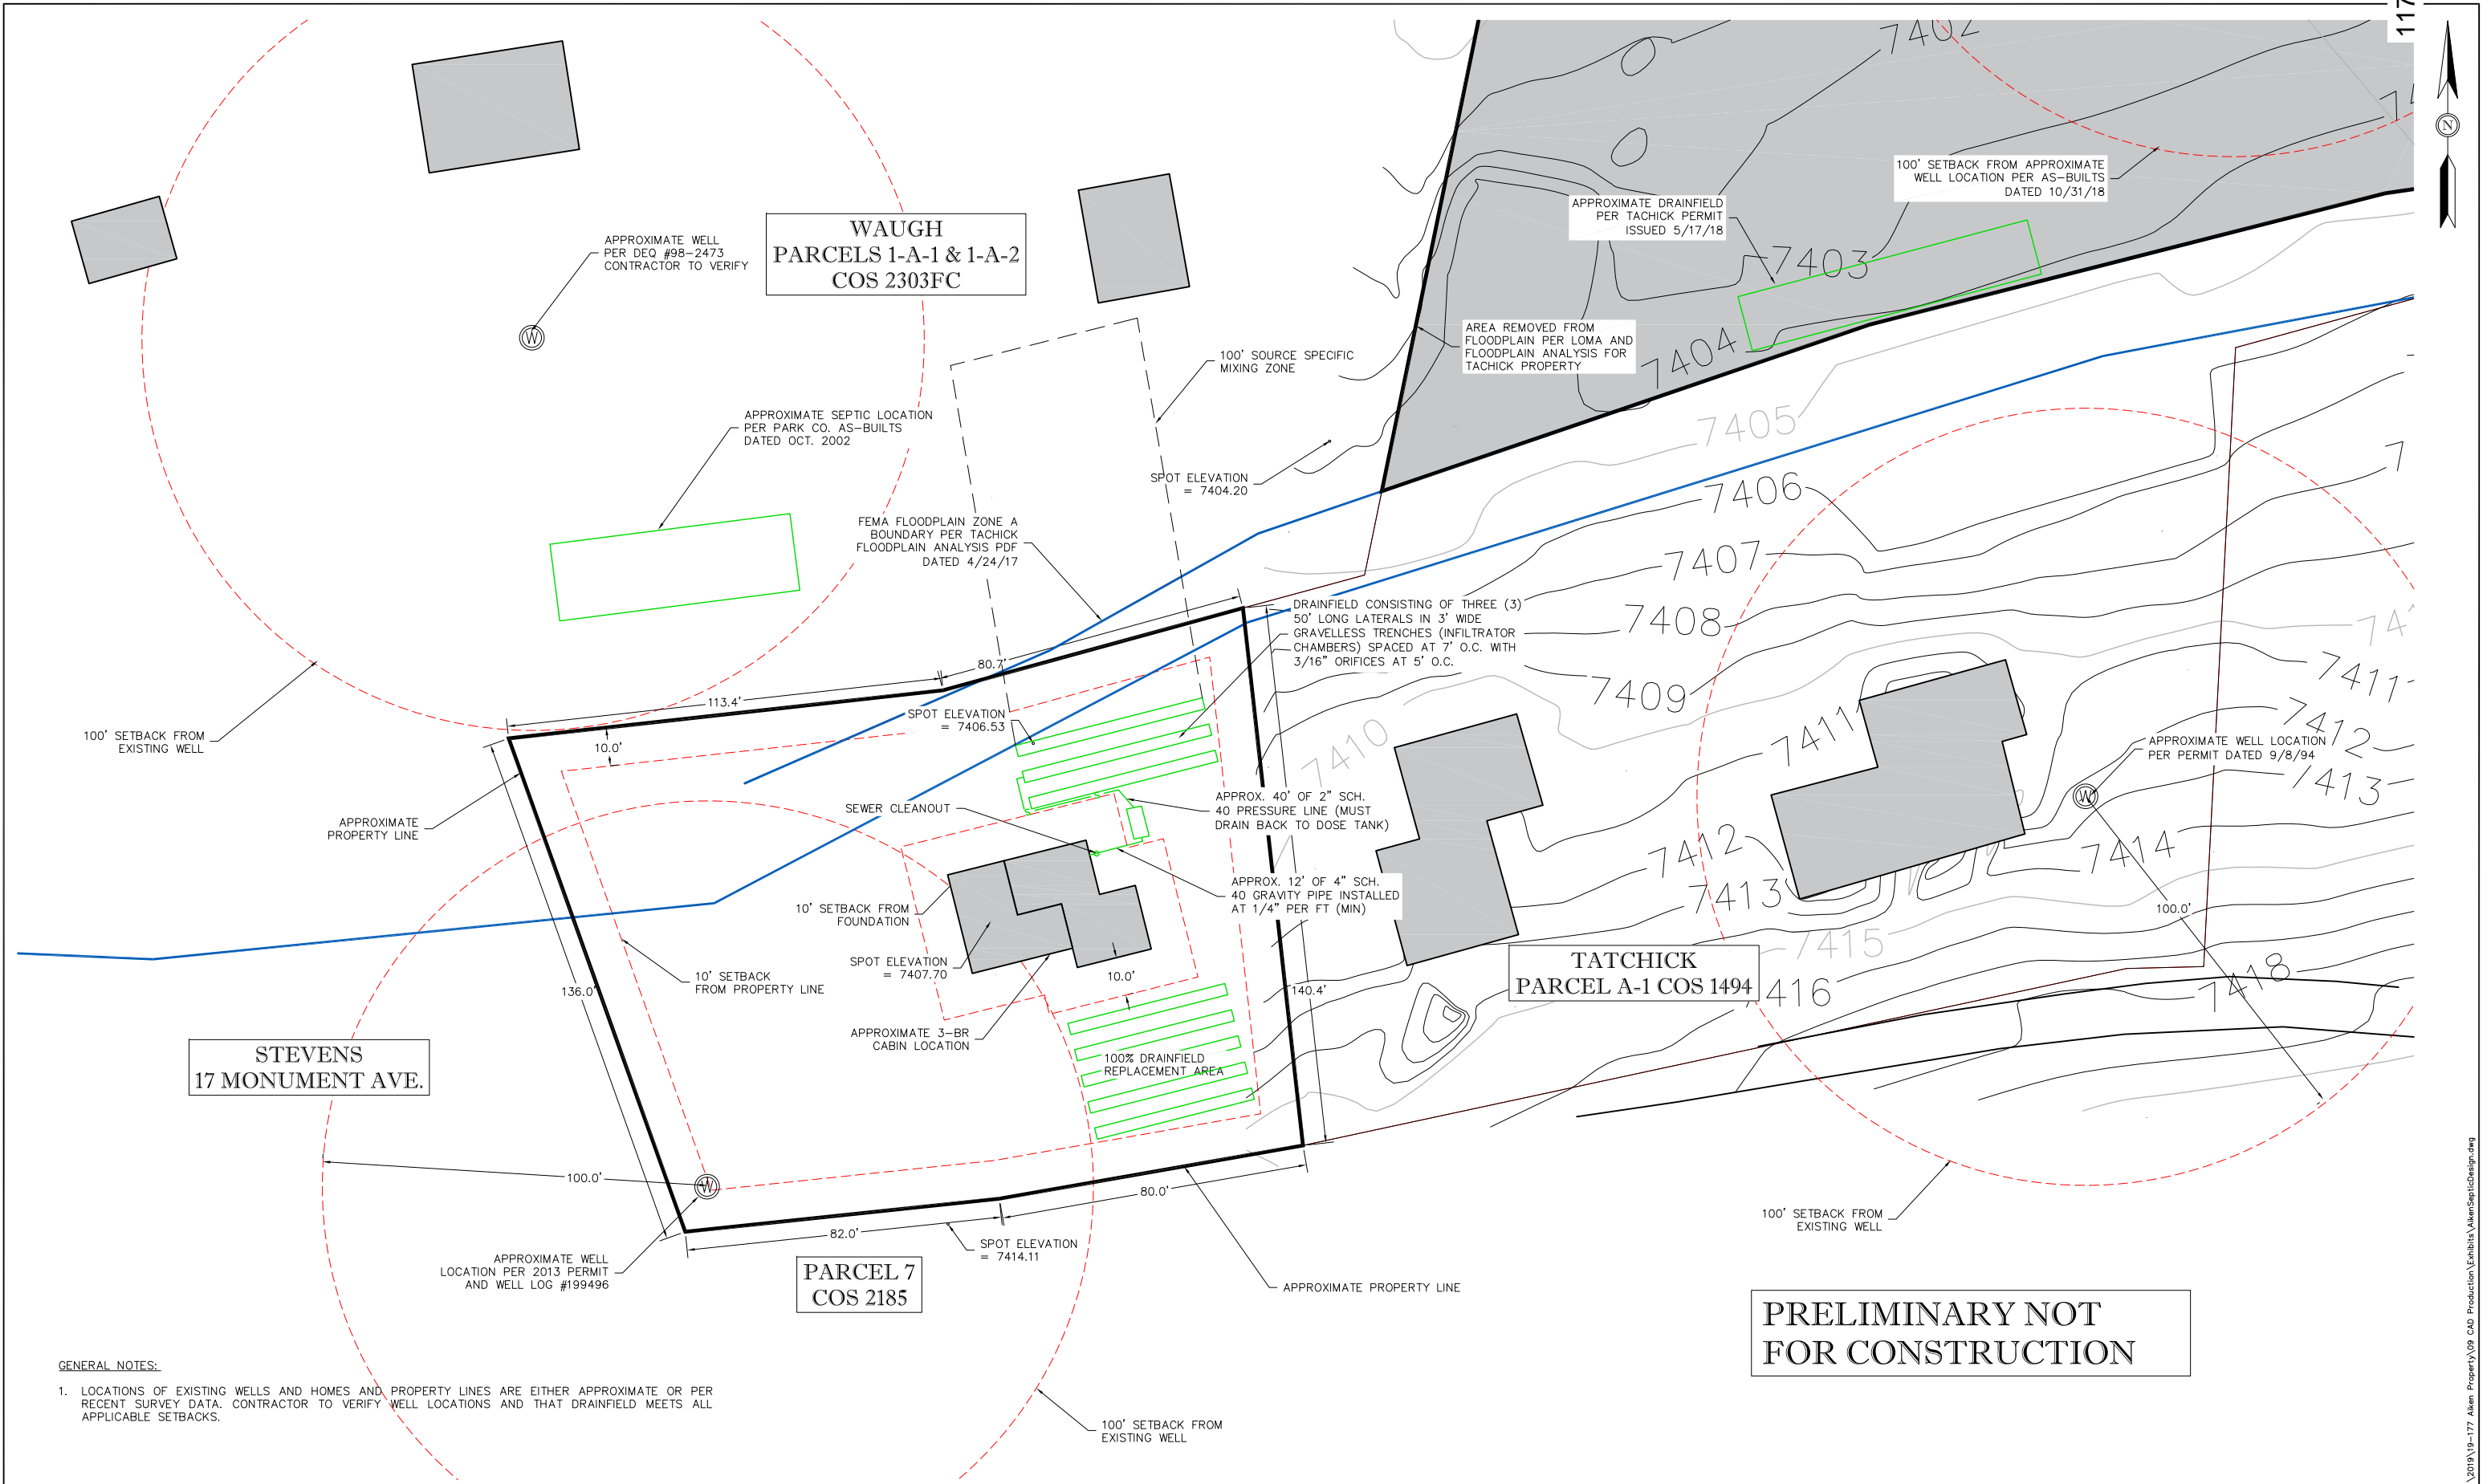 117
N
7402
100' SETBACK FROM APPROXIMATE
WELL LOCATION PER AS-BUILTS
DATED 10/31/18
APPROXIMATE DRAINFIELD
PER TACHICK PERMIT
ISSUED 5/17/18
7403
AREA REMOVED FROM
FLOODPLAIN PER LOMA AND
FLOODPLAIN ANALYSIS FOR
TACHICK PROPERTY
7404
WAUGH
PARCELS 1-A-1 & 1-A-2
COS 2303FC
APPROXIMATE WELL
PER DEQ #98-2473
CONTRACTOR TO VERIFY
W
100' SOURCE SPECIFIC
MIXING ZONE
APPROXIMATE SEPTIC LOCATION
PER PARK CO. AS-BUILTS
DATED OCT. 2002
SPOT ELEVATION
= 7404.20
7405
7406
7407
7408
7409
7410
FEMA FLOODPLAIN ZONE A
BOUNDARY PER TACHICK
FLOODPLAIN ANALYSIS PDF
DATED 4/24/17
DRAINFIELD CONSISTING OF THREE (3)
50' LONG LATERALS IN 3' WIDE
GRAVELLESS TRENCHES (INFILTRATOR
CHAMBERS) SPACED AT 7' O.C. WITH
3/16" ORIFICES AT 5' O.C.
80.7'
113.4'
10.0'
SPOT ELEVATION
= 7406.53
100' SETBACK FROM
EXISTING WELL
7411
7411
7412
7413
APPROXIMATE WELL LOCATION
PER PERMIT DATED 9/8/94
W
SEWER CLEANOUT
APPROX. 40' OF 2" SCH.
40 PRESSURE LINE (MUST
DRAIN BACK TO DOSE TANK)
APPROXIMATE
PROPERTY LINE
7412
7413
7414
7415
416
7418
100.0'
APPROX. 12' OF 4" SCH.
40 GRAVITY PIPE INSTALLED
AT 1/4" PER FT (MIN)
10' SETBACK FROM
FOUNDATION
SPOT ELEVATION
= 7407.70
10' SETBACK
FROM PROPERTY LINE
10.0'
136.0'
140.4'
TATCHICK
PARCEL A-1 COS 1494
APPROXIMATE 3-BR
CABIN LOCATION
100% DRAINFIELD
REPLACEMENT AREA
STEVENS
17 MONUMENT AVE.
100.0'
W
80.0'
82.0'
SPOT ELEVATION
= 7414.11
APPROXIMATE WELL
LOCATION PER 2013 PERMIT
AND WELL LOG #199496
PARCEL 7
COS 2185
APPROXIMATE PROPERTY LINE
100' SETBACK FROM
EXISTING WELL
PRELIMINARY NOT
FOR CONSTRUCTION
GENERAL NOTES:
1. LOCATIONS OF EXISTING WELLS AND HOMES AND PROPERTY LINES ARE EITHER APPROXIMATE OR PER
RECENT SURVEY DATA. CONTRACTOR TO VERIFY WELL LOCATIONS AND THAT DRAINFIELD MEETS ALL
APPLICABLE SETBACKS.
100' SETBACK FROM
EXISTING WELL
\2019\19-177 Aiken Property\09 CAD Production\Exhibits\AikenSepticDesign.dwg